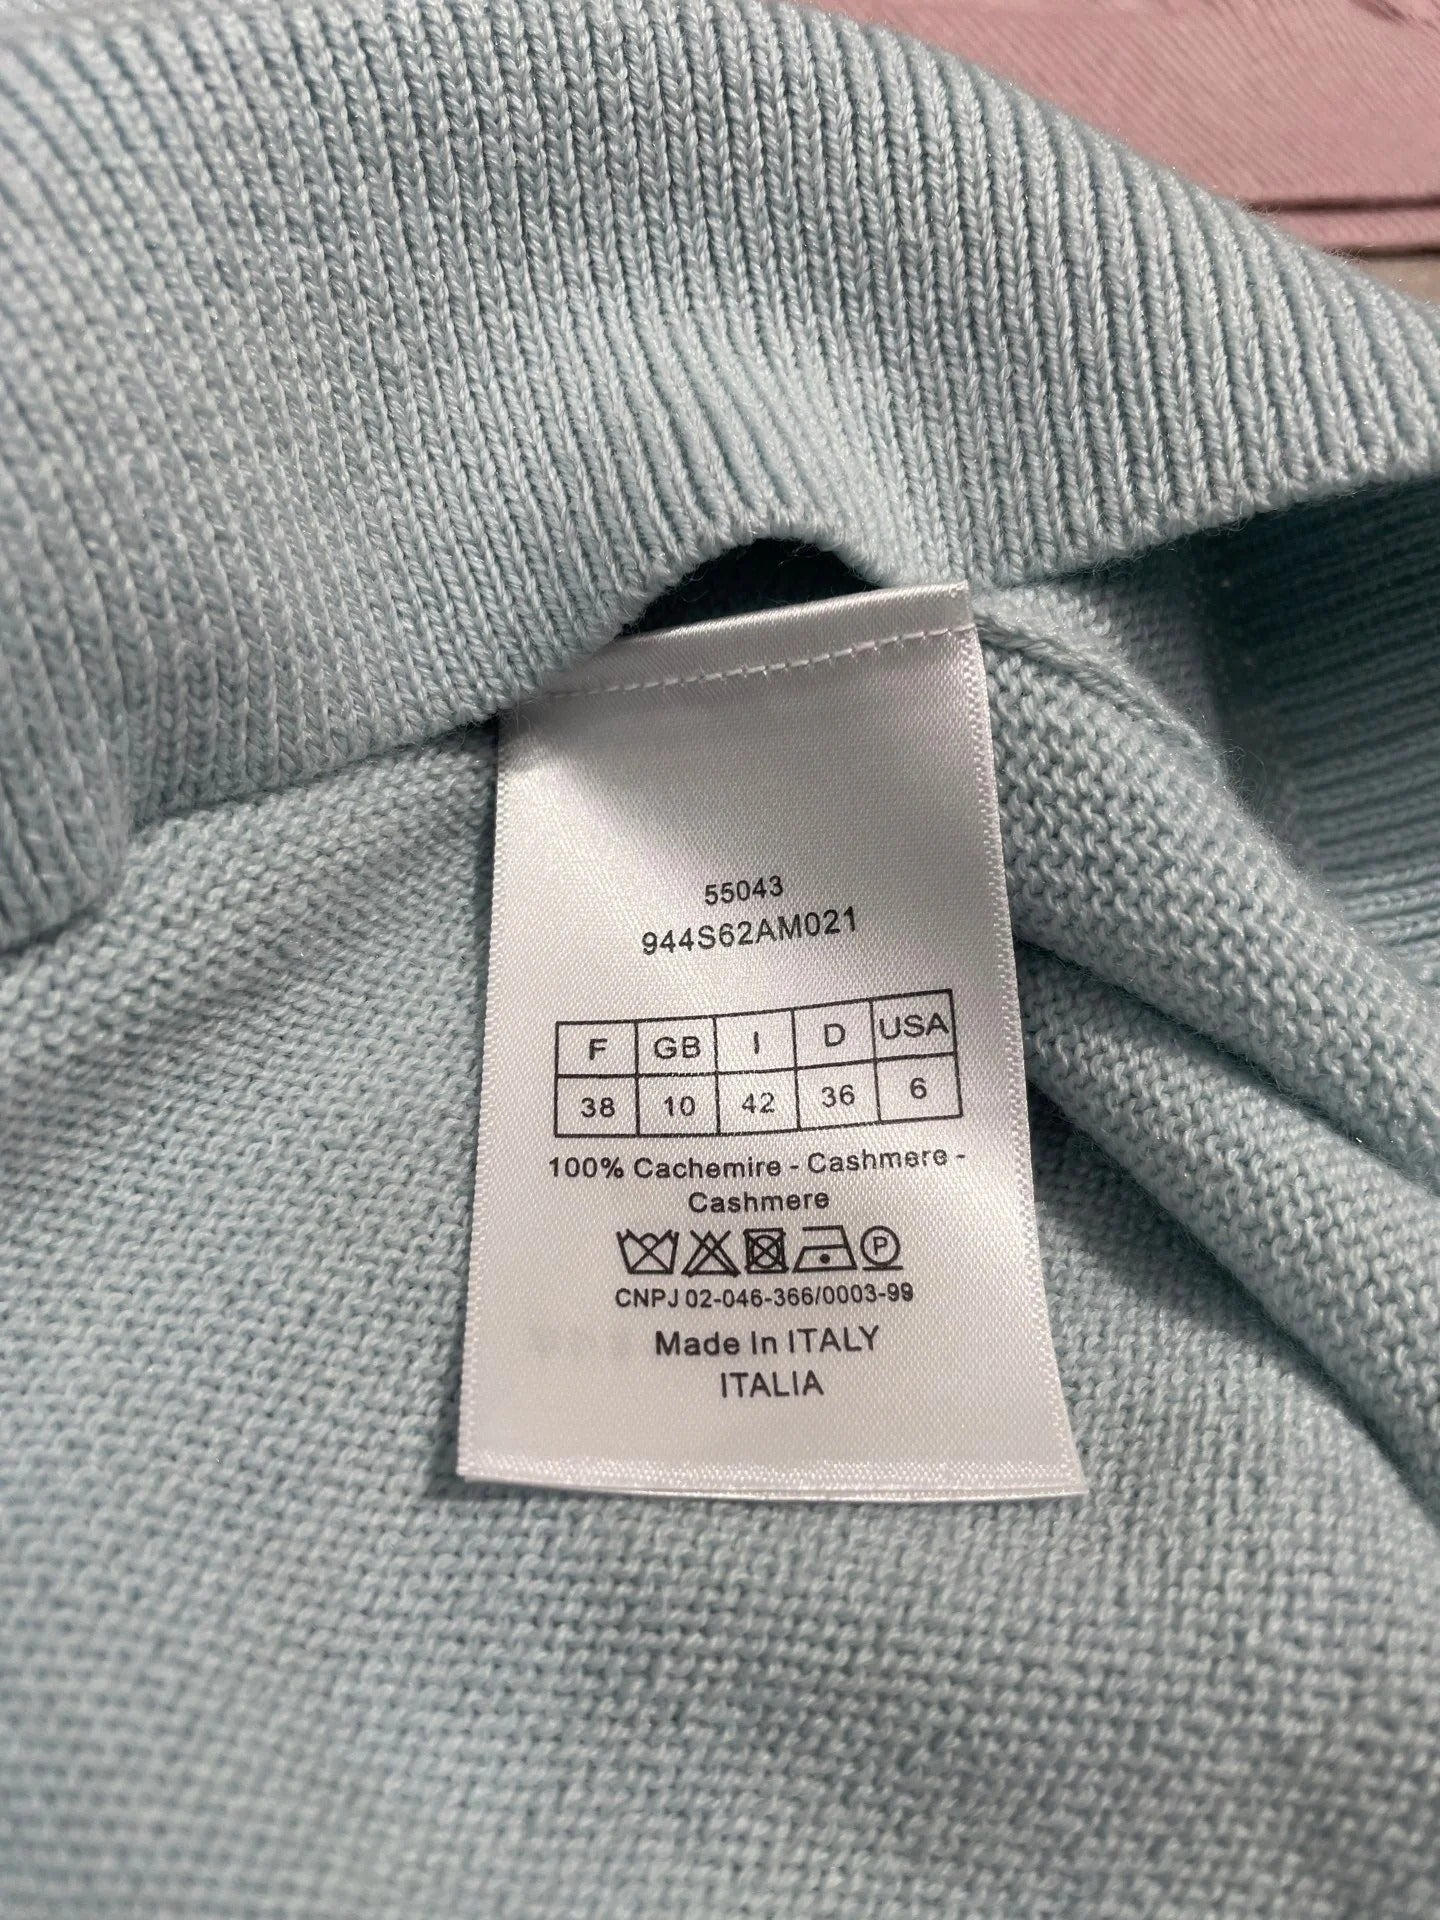 55043
944S62AM021
F GB I D USA
38 10 42 36 6
100% Cachemire - Cashmere -
Cashmere
P
CNPJ 02-046-366/0003-99
Made In ITALY
ITALIA